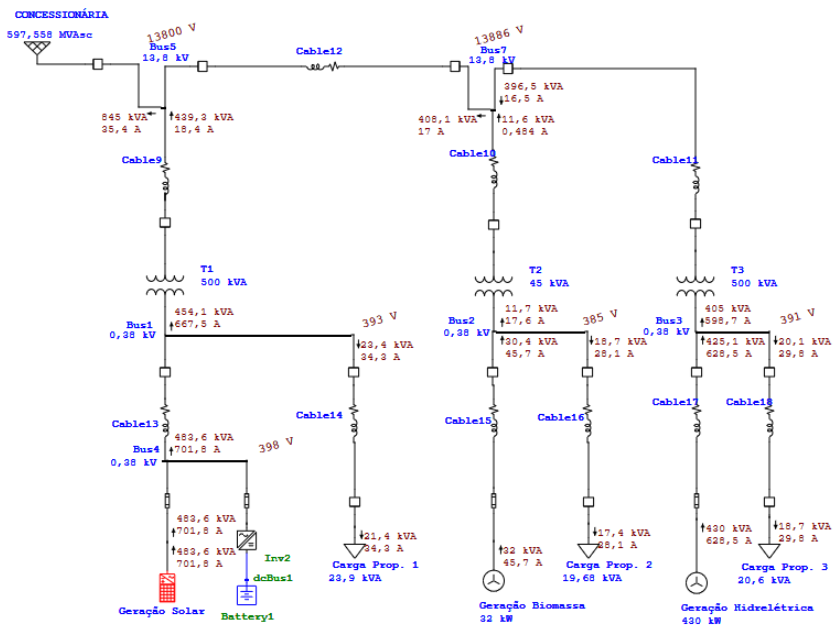 CONCESSIONÁRIA
597,558 MVAsc
13800 V
Bus5
13,8 kV
Cable12
13886 V
Bus7
13,8 kV
396,5 kVA
16,5 A
845 kVA
35,4 A
439,3 kVA
18,4 A
408,1 kVA
17 A
11,6 kVA
0,484 A
Cable9
Cable10
Cable11
T1
500 kVA
T2
45 kVA
T3
500 kVA
454,1 kVA
667,5 A
Bus1
0,38 kV
393 V
23,4 kVA
34,3 A
11,7 kVA
17,6 A
Bus2
0,38 kV
385 V
30,4 kVA
45,7 A
18,7 kVA
28,1 A
405 kVA
598,7 A
Bus3
0,38 kV
391 V
425,1 kVA
628,5 A
20,1 kVA
29,8 A
Cable13
Cable14
Cable15
Cable16
Cable17
Cable18
483,6 kVA
701,8 A
Bus4
0,38 kV
398 V
483,6 kVA
701,8 A
483,6 kVA
701,8 A
Inv2
dcBus1
Geração Solar
Battery1
21,4 kVA
34,3 A
Carga Prop. 1
23,9 kVA
32 kVA
45,7 A
Geração Biomassa
32 kW
17,4 kVA
28,1 A
Carga Prop. 2
19,68 kVA
430 kVA
628,5 A
Geração Hidrelétrica
430 kW
18,7 kVA
29,8 A
Carga Prop. 3
20,6 kVA